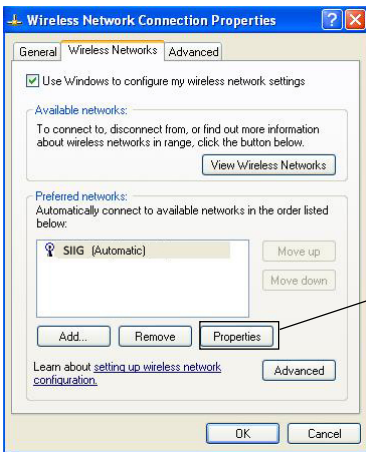 Wireless Network Connection Properties
General Wireless Networks Advanced
Use Windows to configure my wireless network settings
Available networks:
To connect to, disconnect from, or find out more information
about wireless networks in range, click the button below.
View Wireless Networks
Preferred networks:
Automatically connect to available networks in the order listed
below:
SIIG (Automatic)
Move up
Move down
Add... Remove Properties
Learn about setting up wireless network
configuration.
Advanced
OK Cancel